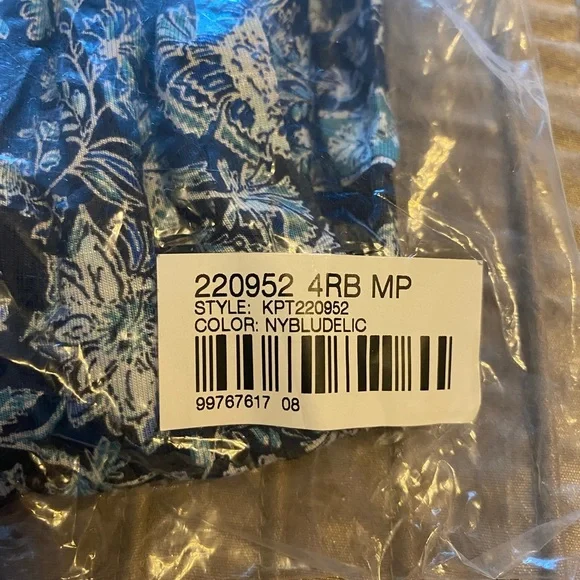 220952 4RB MP
STYLE: KPT220952
COLOR: NYBLUDELIC
99767617 08